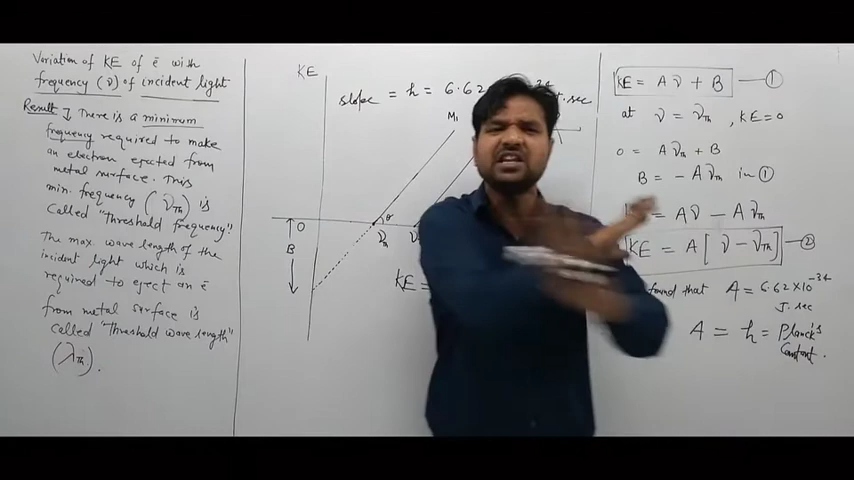 Variation of KE of ē with
frequency (ν) of incident light
Result I, There is a minimum
frequency required to make
an electron ejected from
metal surface. This
min. frequency (νTh) is
called "Threshold frequency".
The max. wave length of the
incident light which is
required to eject an ē
from metal surface is
called "Threshold wave length"
(λTh).
KE
slope = h = 6.62 -34
J.sec
M1
O
θ
B
νTh
KE =
KE = Aν + B — ①
at ν = νTh , KE=0
0 = AνTh + B
B = - AνTh in ①
= Aν - AνTh
KE = A[ν - νTh] — ②
found that A = 6.62×10-34
J.sec
A = h = Planck's
Constant.